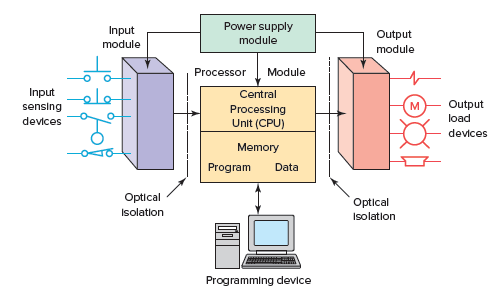 Input
module
Power supply
module
Output
module
Processor Module
Input
sensing
devices
Central
Processing
Unit (CPU)
Memory
Program Data
M
Output
load
devices
Optical
isolation
Optical
isolation
Programming device